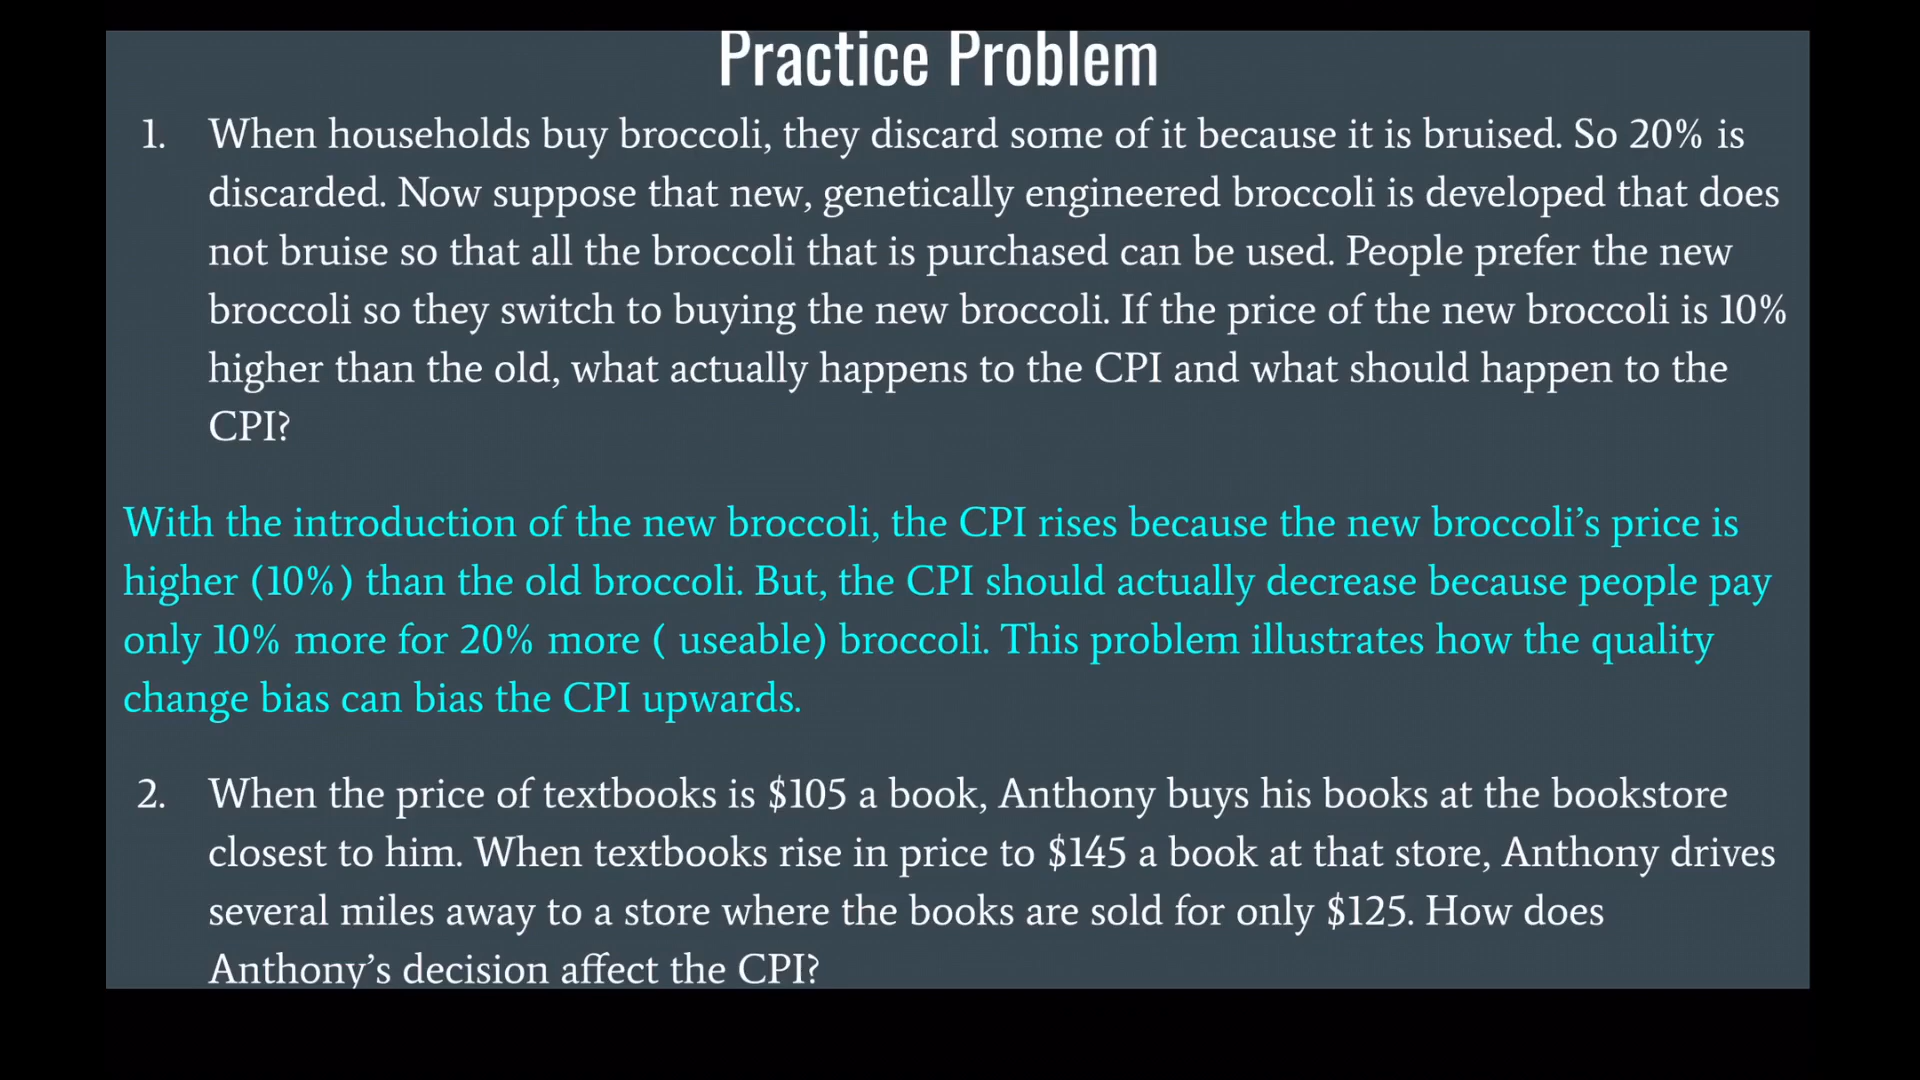 Practice Problem
1. When households buy broccoli, they discard some of it because it is bruised. So 20% is
discarded. Now suppose that new, genetically engineered broccoli is developed that does
not bruise so that all the broccoli that is purchased can be used. People prefer the new
broccoli so they switch to buying the new broccoli. If the price of the new broccoli is 10%
higher than the old, what actually happens to the CPI and what should happen to the
CPI?
With the introduction of the new broccoli, the CPI rises because the new broccoli’s price is
higher (10%) than the old broccoli. But, the CPI should actually decrease because people pay
only 10% more for 20% more ( useable) broccoli. This problem illustrates how the quality
change bias can bias the CPI upwards.
2. When the price of textbooks is $105 a book, Anthony buys his books at the bookstore
closest to him. When textbooks rise in price to $145 a book at that store, Anthony drives
several miles away to a store where the books are sold for only $125. How does
Anthony’s decision affect the CPI?